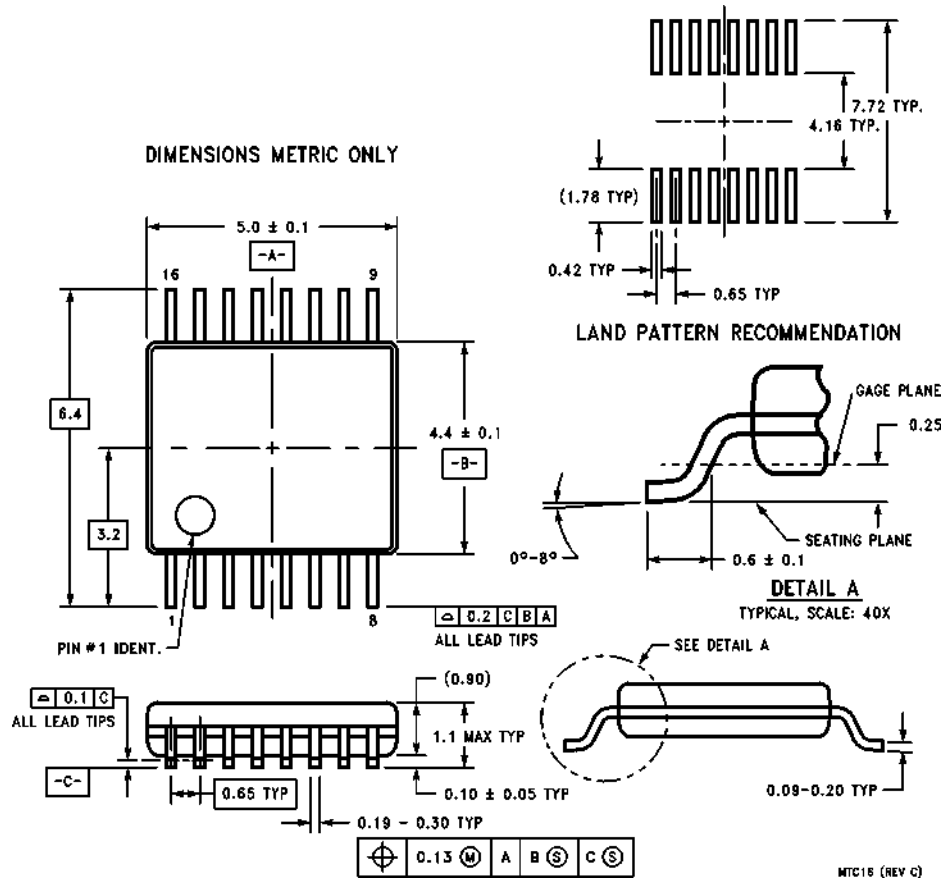 7.72 TYP.
4.16 TYP.
DIMENSIONS METRIC ONLY
(1.78 TYP)
5.0 ± 0.1
-A-
0.42 TYP
0.65 TYP
16
9
LAND PATTERN RECOMMENDATION
6.4
4.4 ± 0.1
-B-
3.2
GAGE PLANE
0.25
SEATING PLANE
0°-8°
0.6 ± 0.1
DETAIL A
TYPICAL, SCALE: 40X
1
8
⌓ 0.2 C B A
ALL LEAD TIPS
PIN #1 IDENT.
SEE DETAIL A
(0.90)
⌓ 0.1 C
ALL LEAD TIPS
1.1 MAX TYP
-C-
0.65 TYP
0.10 ± 0.05 TYP
0.09-0.20 TYP
0.19 - 0.30 TYP
⌖ 0.13 Ⓜ A B Ⓢ C Ⓢ
MTC16 (REV C)